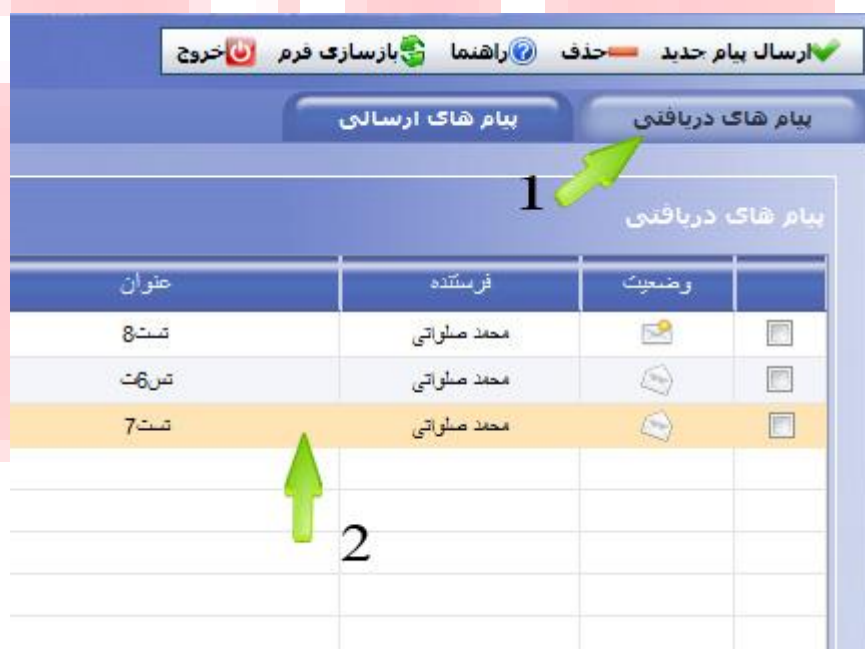 ارسال پیام جدید حذف راهنما بازسازی فرم خروج
پیام های دریافتی پیام های ارسالی
1
پیام های دریافتی
وضعیت فرستنده عنوان
محمد صلواتی تست8
محمد صلواتی تس6ت
محمد صلواتی تست7
2